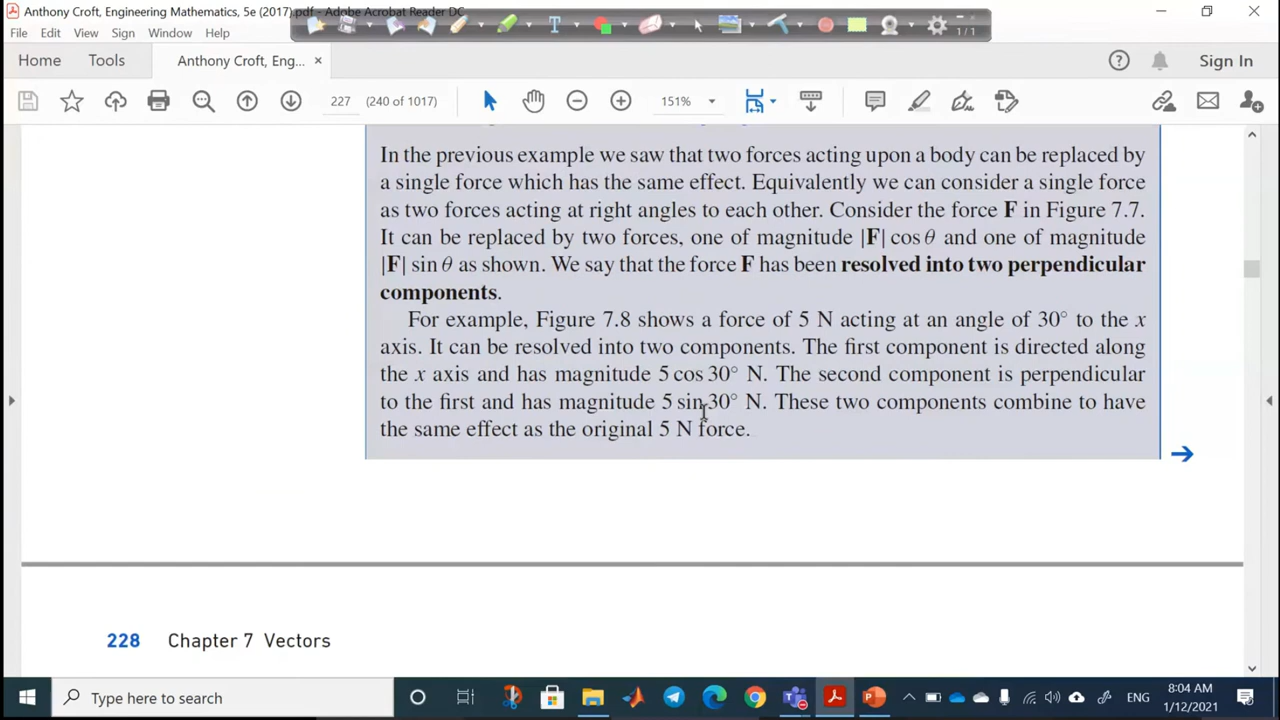 Anthony Croft, Engineering Mathematics, 5e (2017).pdf - Adobe Acrobat Reader DC
1/1
File Edit View Sign Window Help
Home Tools Anthony Croft, Eng... × Sign In
227 (240 of 1017) 151%
In the previous example we saw that two forces acting upon a body can be replaced by
a single force which has the same effect. Equivalently we can consider a single force
as two forces acting at right angles to each other. Consider the force F in Figure 7.7.
It can be replaced by two forces, one of magnitude |F| cos θ and one of magnitude
|F| sin θ as shown. We say that the force F has been resolved into two perpendicular
components.
For example, Figure 7.8 shows a force of 5 N acting at an angle of 30° to the x
axis. It can be resolved into two components. The first component is directed along
the x axis and has magnitude 5 cos 30° N. The second component is perpendicular
to the first and has magnitude 5 sin 30° N. These two components combine to have
the same effect as the original 5 N force.
228 Chapter 7 Vectors
Type here to search
ENG
8:04 AM
1/12/2021